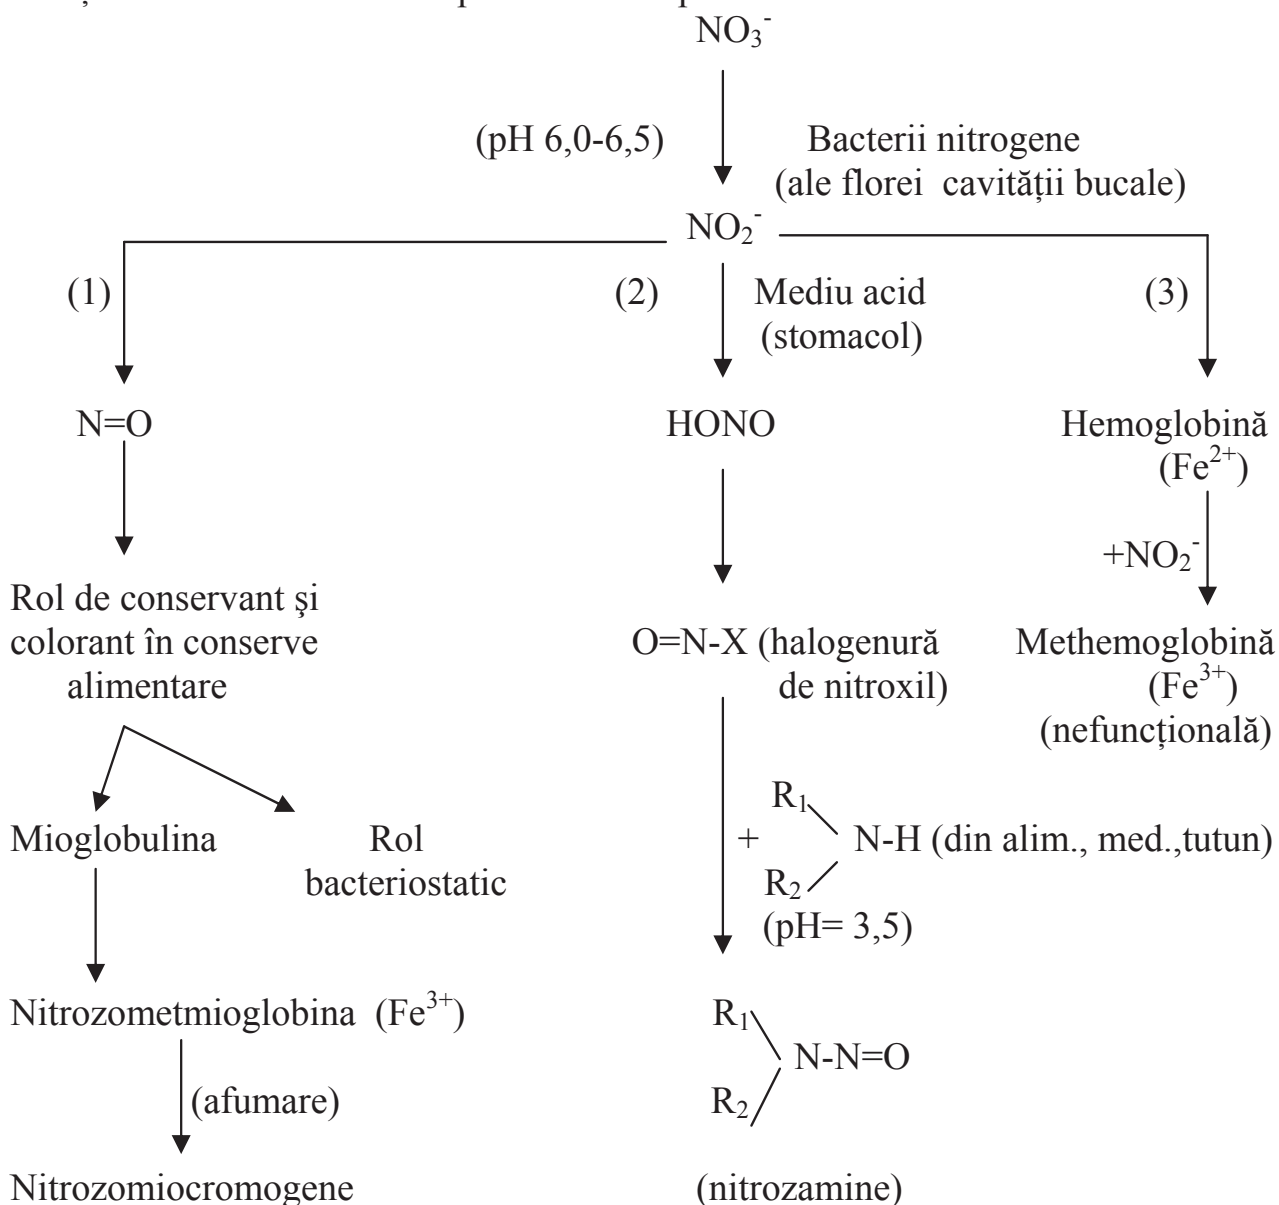 NO₃⁻
(pH 6,0-6,5)
Bacterii nitrogene
(ale florei cavității bucale)
NO₂⁻
(1)
(2)
Mediu acid
(stomacol)
(3)
N=O
HONO
Hemoglobină
(Fe²⁺)
+NO₂⁻
Rol de conservant şi
colorant în conserve
alimentare
O=N-X (halogenură
de nitroxil)
Methemoglobină
(Fe³⁺)
(nefuncțională)
Mioglobulina
Rol
bacteriostatic
R₁
+
N-H (din alim., med.,tutun)
R₂
(pH= 3,5)
Nitrozometmioglobina (Fe³⁺)
R₁
N-N=O
R₂
(afumare)
Nitrozomiocromogene
(nitrozamine)